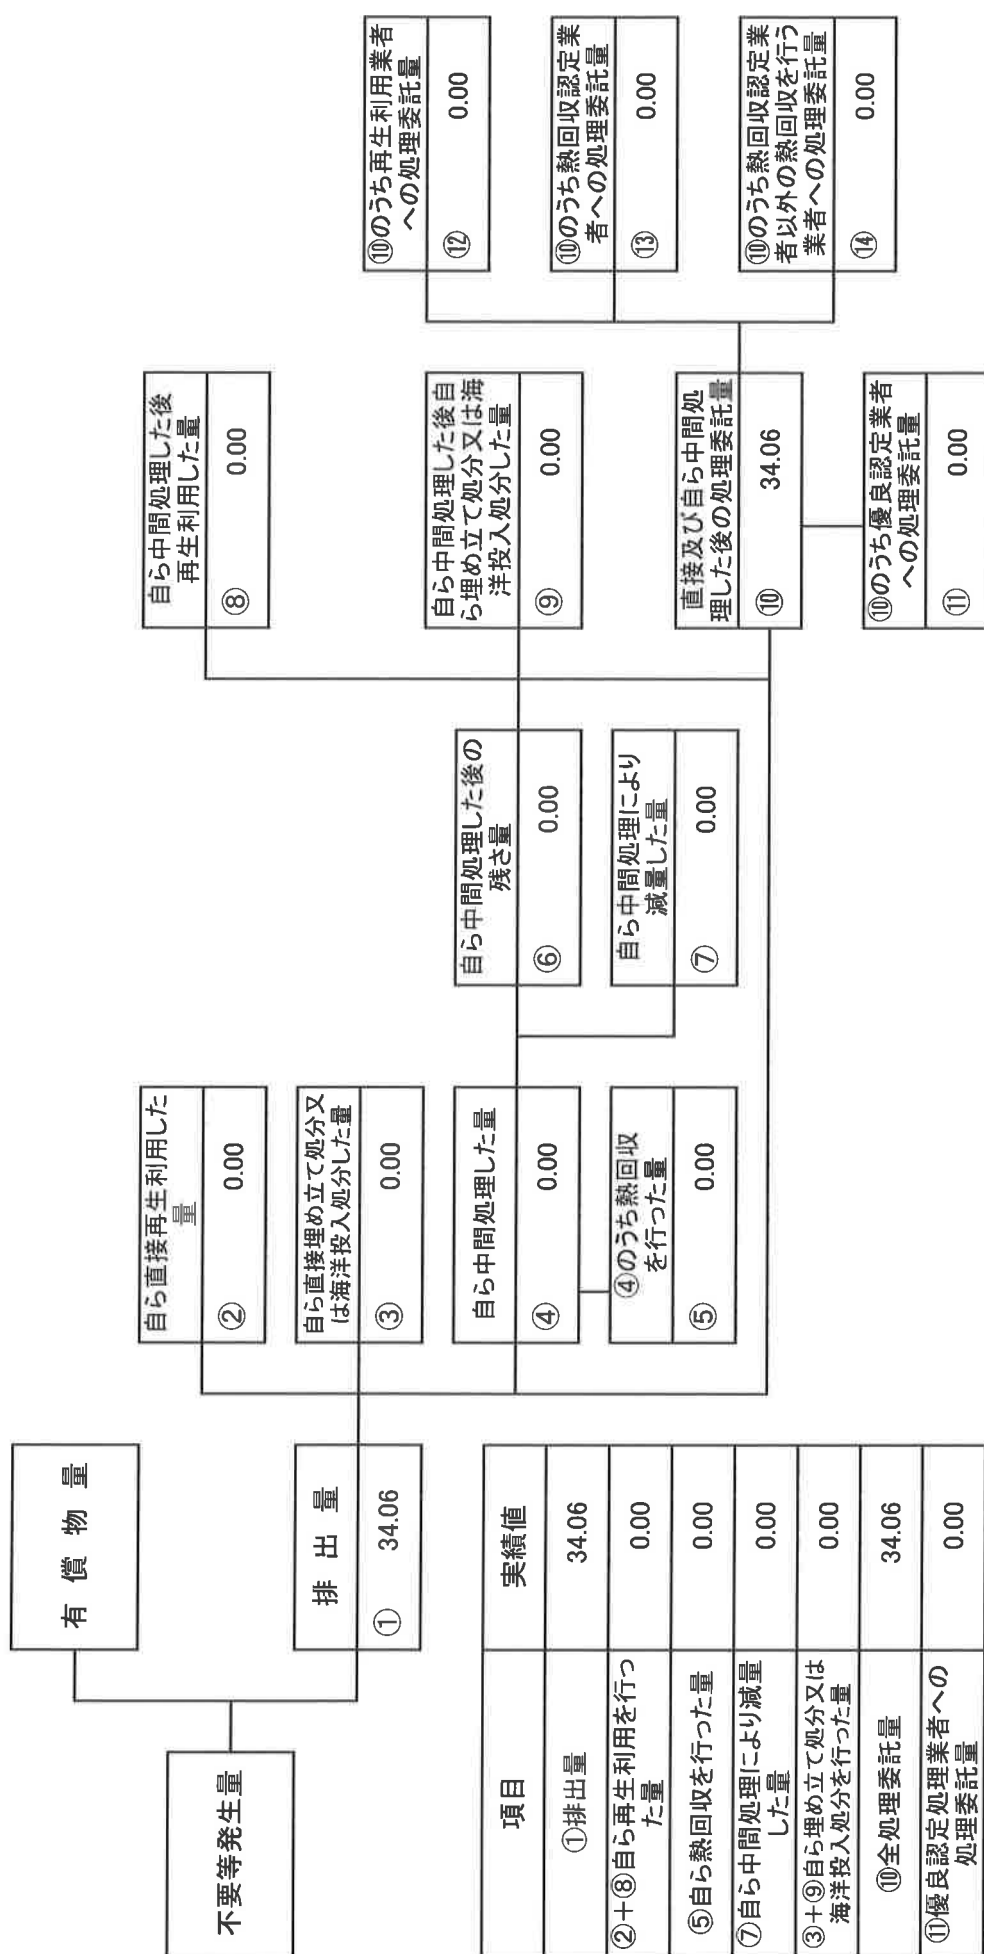 不要等発生量
有償物量
排出量
① 34.06
自ら直接再生利用した
量
② 0.00
自ら直接埋め立て処分又
は海洋投入処分した量
③ 0.00
自ら中間処理した量
④ 0.00
④のうち熱回収
を行った量
⑤ 0.00
自ら中間処理した後の
残さ量
⑥ 0.00
自ら中間処理により
減量した量
⑦ 0.00
自ら中間処理した後
再生利用した量
⑧ 0.00
自ら中間処理した後自
ら埋め立て処分又は海
洋投入処分した量
⑨ 0.00
直接及び自ら中間処
理した後の処理委託量
⑩ 34.06
⑩のうち優良認定業者
への処理委託量
⑪ 0.00
⑩のうち再生利用業者
への処理委託量
⑫ 0.00
⑩のうち熱回収認定業
者への処理委託量
⑬ 0.00
⑩のうち熱回収認定業
者以外の熱回収を行う
業者への処理委託量
⑭ 0.00
項目 実績値
①排出量 34.06
②+⑧自ら再生利用を行っ
た量 0.00
⑤自ら熱回収を行った量 0.00
⑦自ら中間処理により減量
した量 0.00
③+⑨自ら埋め立て処分又は
海洋投入処分を行った量 0.00
⑩全処理委託量 34.06
⑪優良認定処理業者への
処理委託量 0.00